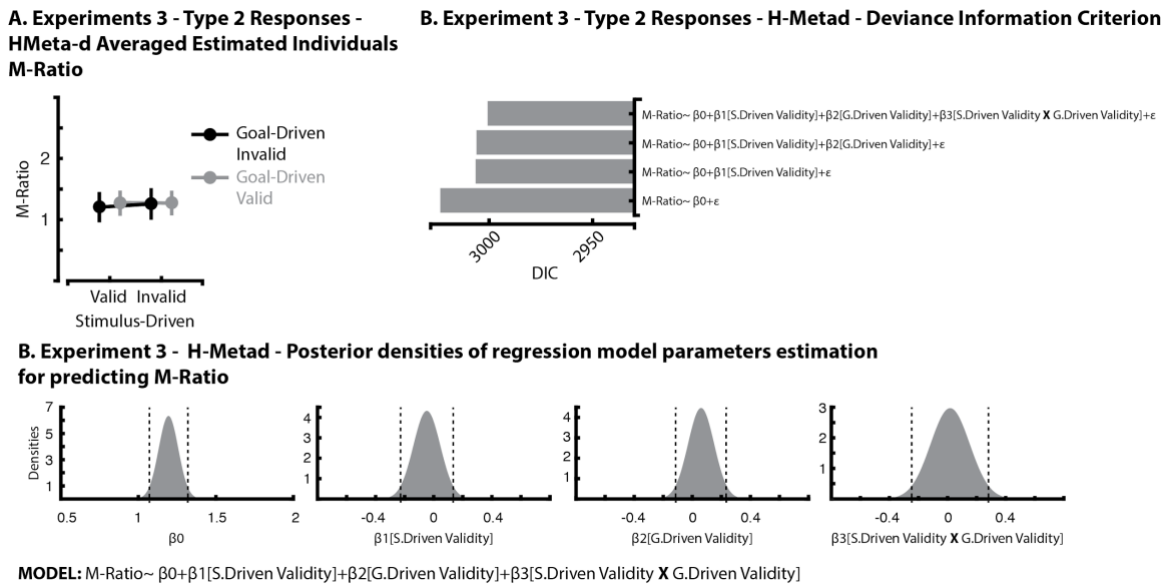 A. Experiments 3 - Type 2 Responses -
HMeta-d Averaged Estimated Individuals
M-Ratio
M-Ratio
2
1
Goal-Driven
Invalid
Goal-Driven
Valid
Valid Invalid
Stimulus-Driven
B. Experiment 3 - Type 2 Responses - H-Metad - Deviance Information Criterion
M-Ratio~ β0+β1[S.Driven Validity]+β2[G.Driven Validity]+β3[S.Driven Validity X G.Driven Validity]+ε
M-Ratio~ β0+β1[S.Driven Validity]+β2[G.Driven Validity]+ε
M-Ratio~ β0+β1[S.Driven Validity]+ε
M-Ratio~ β0+ε
3000 2950
DIC
B. Experiment 3 - H-Metad - Posterior densities of regression model parameters estimation
for predicting M-Ratio
Densities
7
5
3
1
0.5 1 1.5 2
β0
4
3
2
1
-0.4 0 0.4
β1[S.Driven Validity]
4
3
2
1
-0.4 0 0.4
β2[G.Driven Validity]
3
2
1
-0.4 0 0.4
β3[S.Driven Validity X G.Driven Validity]
MODEL: M-Ratio~ β0+β1[S.Driven Validity]+β2[G.Driven Validity]+β3[S.Driven Validity X G.Driven Validity]